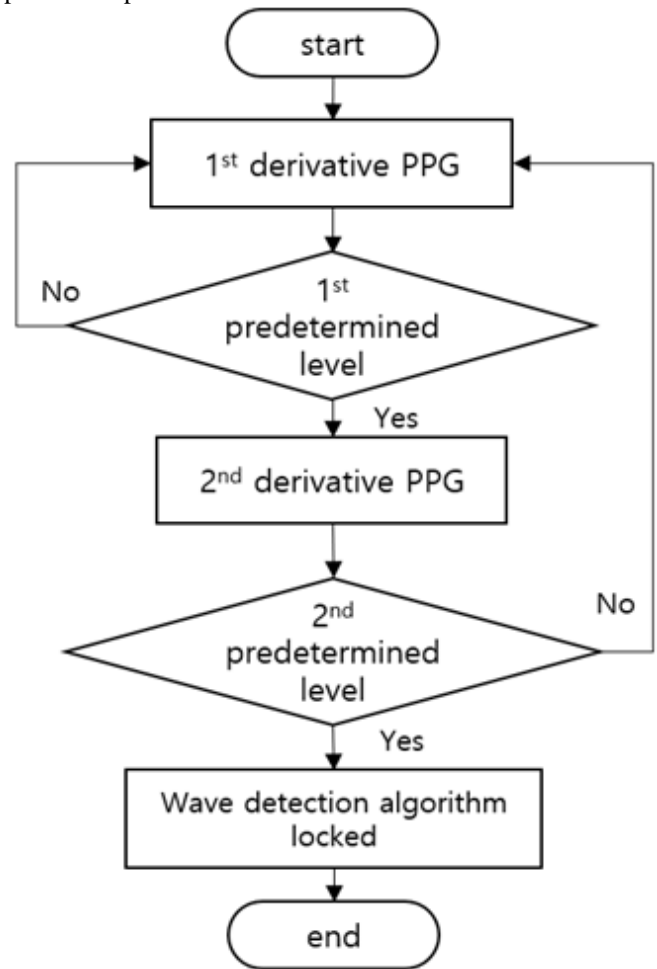 start
1st derivative PPG
No
1st
predetermined
level
Yes
2nd derivative PPG
No
2nd
predetermined
level
Yes
Wave detection algorithm
locked
end